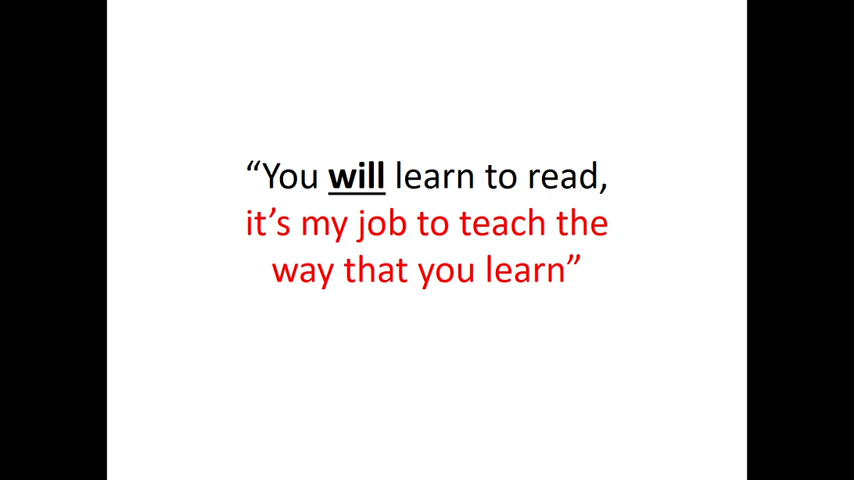 “You will learn to read,
it’s my job to teach the
way that you learn”